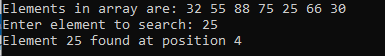 Elements in array are: 32 55 88 75 25 66 30
Enter element to search: 25
Element 25 found at position 4